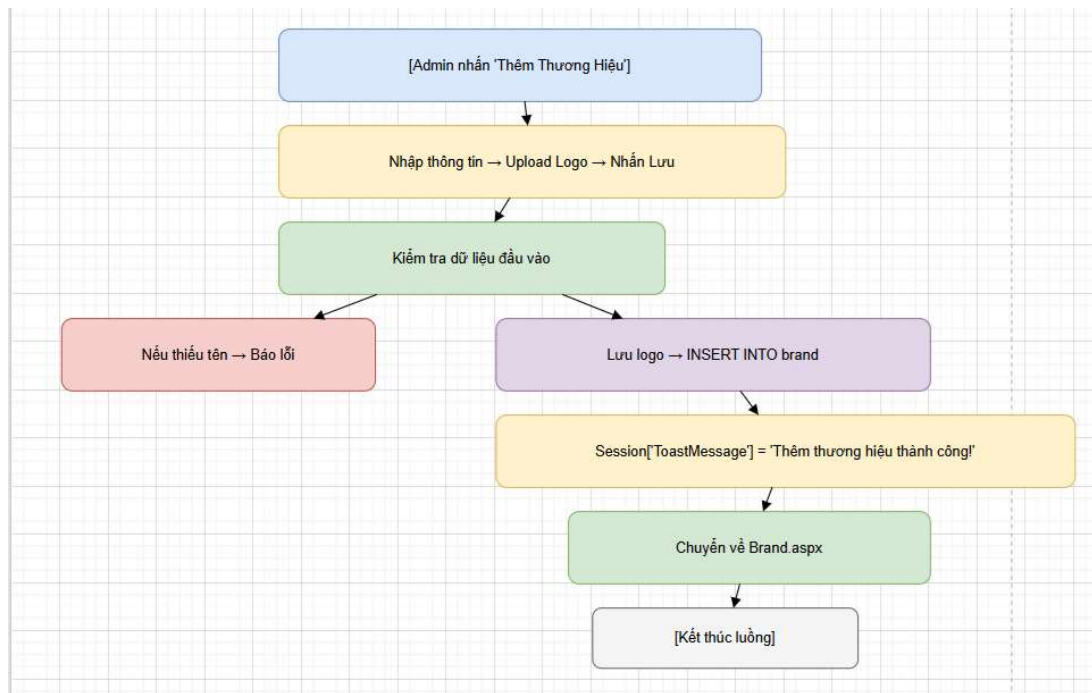 [Admin nhấn 'Thêm Thương Hiệu']
Nhập thông tin → Upload Logo → Nhấn Lưu
Kiểm tra dữ liệu đầu vào
Nếu thiếu tên → Báo lỗi
Lưu logo → INSERT INTO brand
Session['ToastMessage'] = 'Thêm thương hiệu thành công!'
Chuyển về Brand.aspx
[Kết thúc luồng]